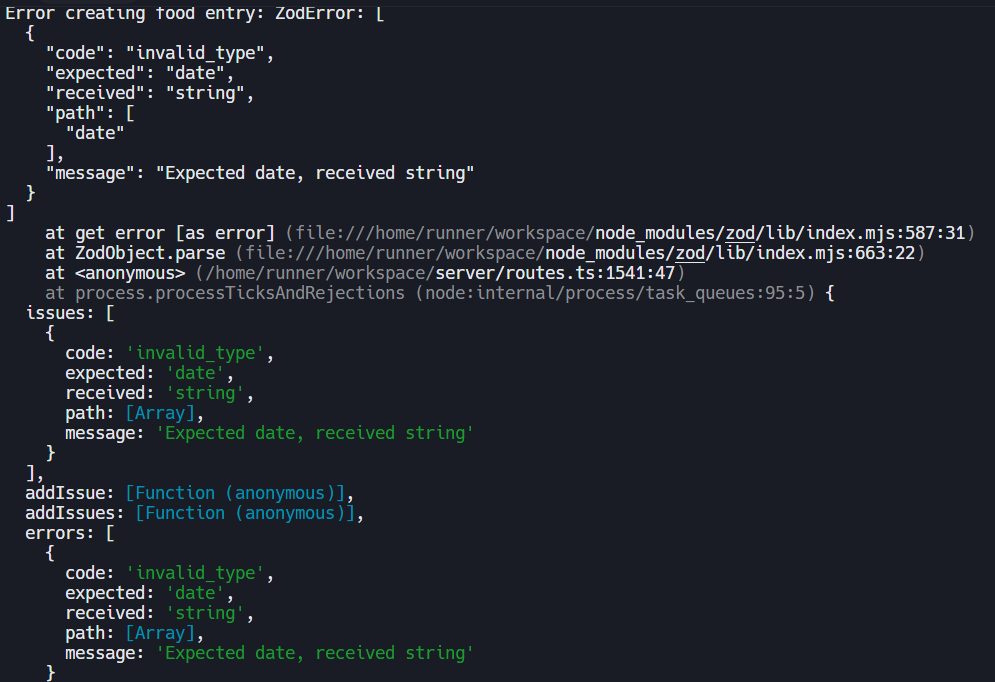 Error creating food entry: ZodError: [
  {
    "code": "invalid_type",
    "expected": "date",
    "received": "string",
    "path": [
      "date"
    ],
    "message": "Expected date, received string"
  }
]
    at get error [as error] (file:///home/runner/workspace/node_modules/zod/lib/index.mjs:587:31)
    at ZodObject.parse (file:///home/runner/workspace/node_modules/zod/lib/index.mjs:663:22)
    at <anonymous> (/home/runner/workspace/server/routes.ts:1541:47)
    at process.processTicksAndRejections (node:internal/process/task_queues:95:5) {
  issues: [
    {
      code: 'invalid_type',
      expected: 'date',
      received: 'string',
      path: [Array],
      message: 'Expected date, received string'
    }
  ],
  addIssue: [Function (anonymous)],
  addIssues: [Function (anonymous)],
  errors: [
    {
      code: 'invalid_type',
      expected: 'date',
      received: 'string',
      path: [Array],
      message: 'Expected date, received string'
    }